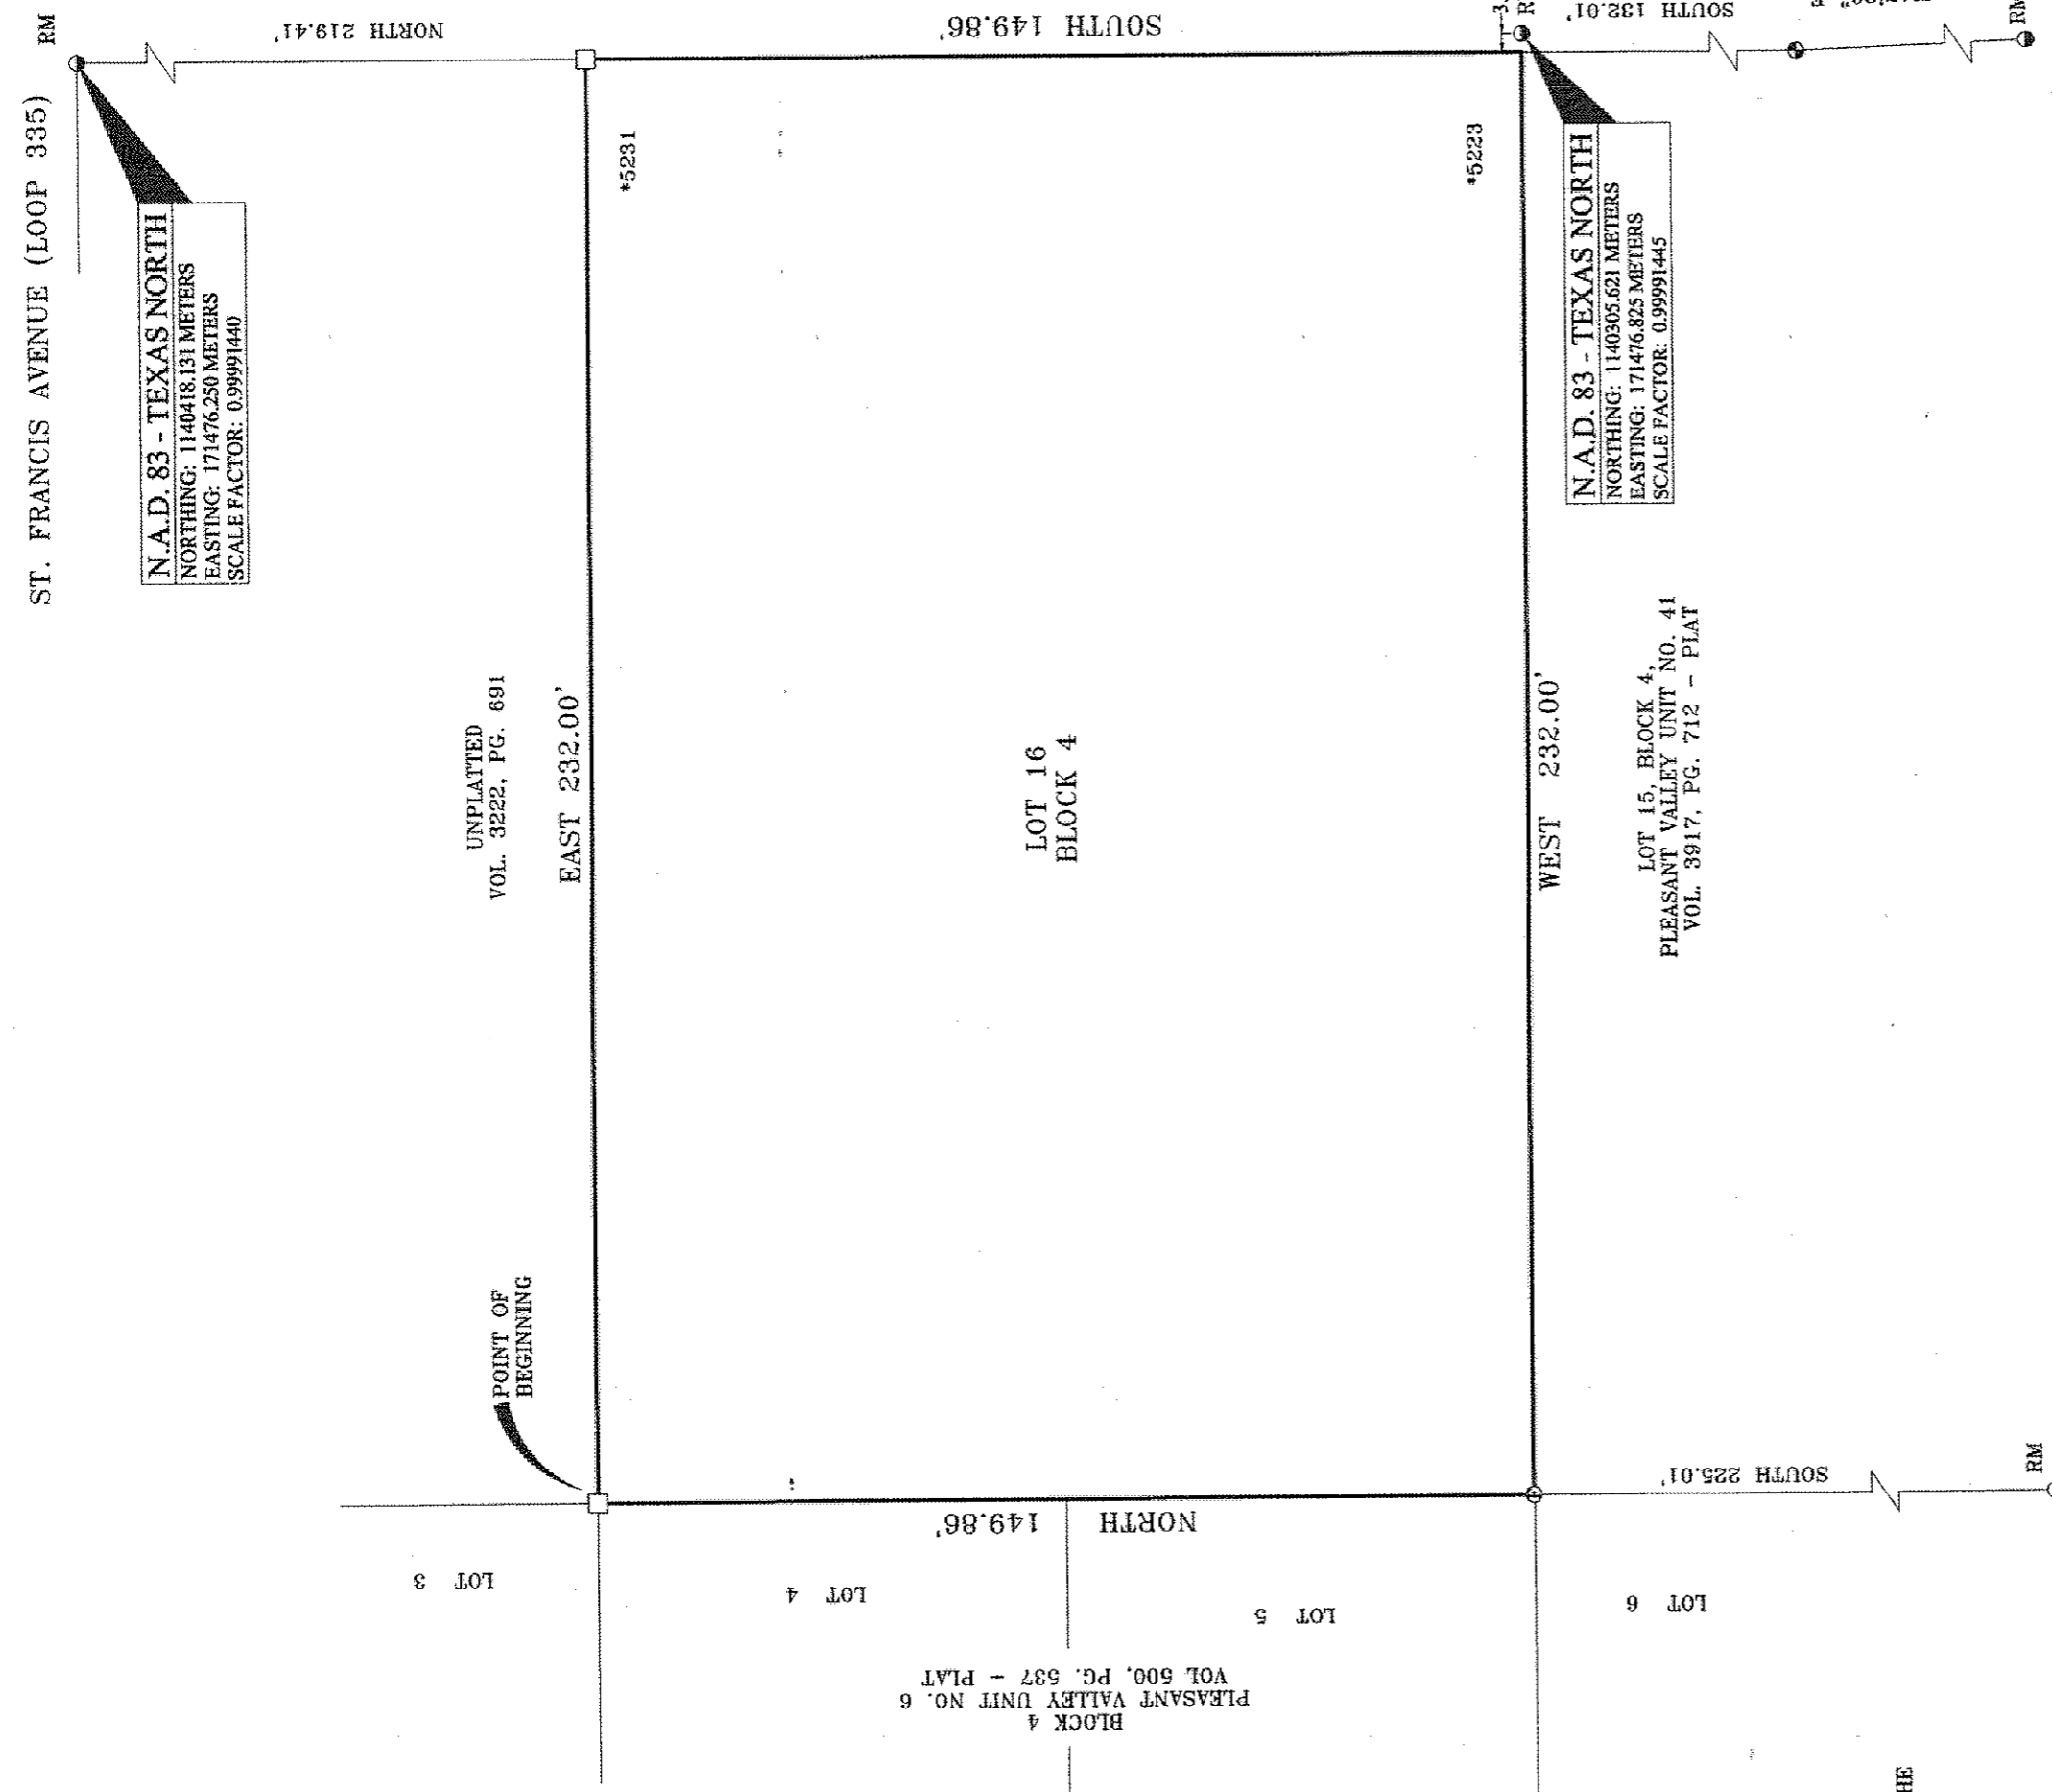 ST. FRANCIS AVENUE (LOOP 335)
RM
NORTH 219.41'
N.A.D. 83 - TEXAS NORTH
NORTHING: 1140418.131 METERS
EASTING: 171476.250 METERS
SCALE FACTOR: 0.99991440
UNPLATTED
VOL. 3222, PG. 691
EAST 232.00'
SOUTH 149.86'
*5231
*5223
POINT OF
BEGINNING
LOT 16
BLOCK 4
NORTH 149.86'
WEST 232.00'
N.A.D. 83 - TEXAS NORTH
NORTHING: 1140305.621 METERS
EASTING: 171476.825 METERS
SCALE FACTOR: 0.99991445
SOUTH 132.01'
RM
LOT 15, BLOCK 4,
PLEASANT VALLEY UNIT NO. 41
VOL. 3917, PG. 712 - PLAT
SOUTH 225.01'
RM
LOT 3
LOT 4
LOT 5
LOT 6
BLOCK 4
PLEASANT VALLEY UNIT NO. 6
VOL 500, PG. 537 - PLAT
HE